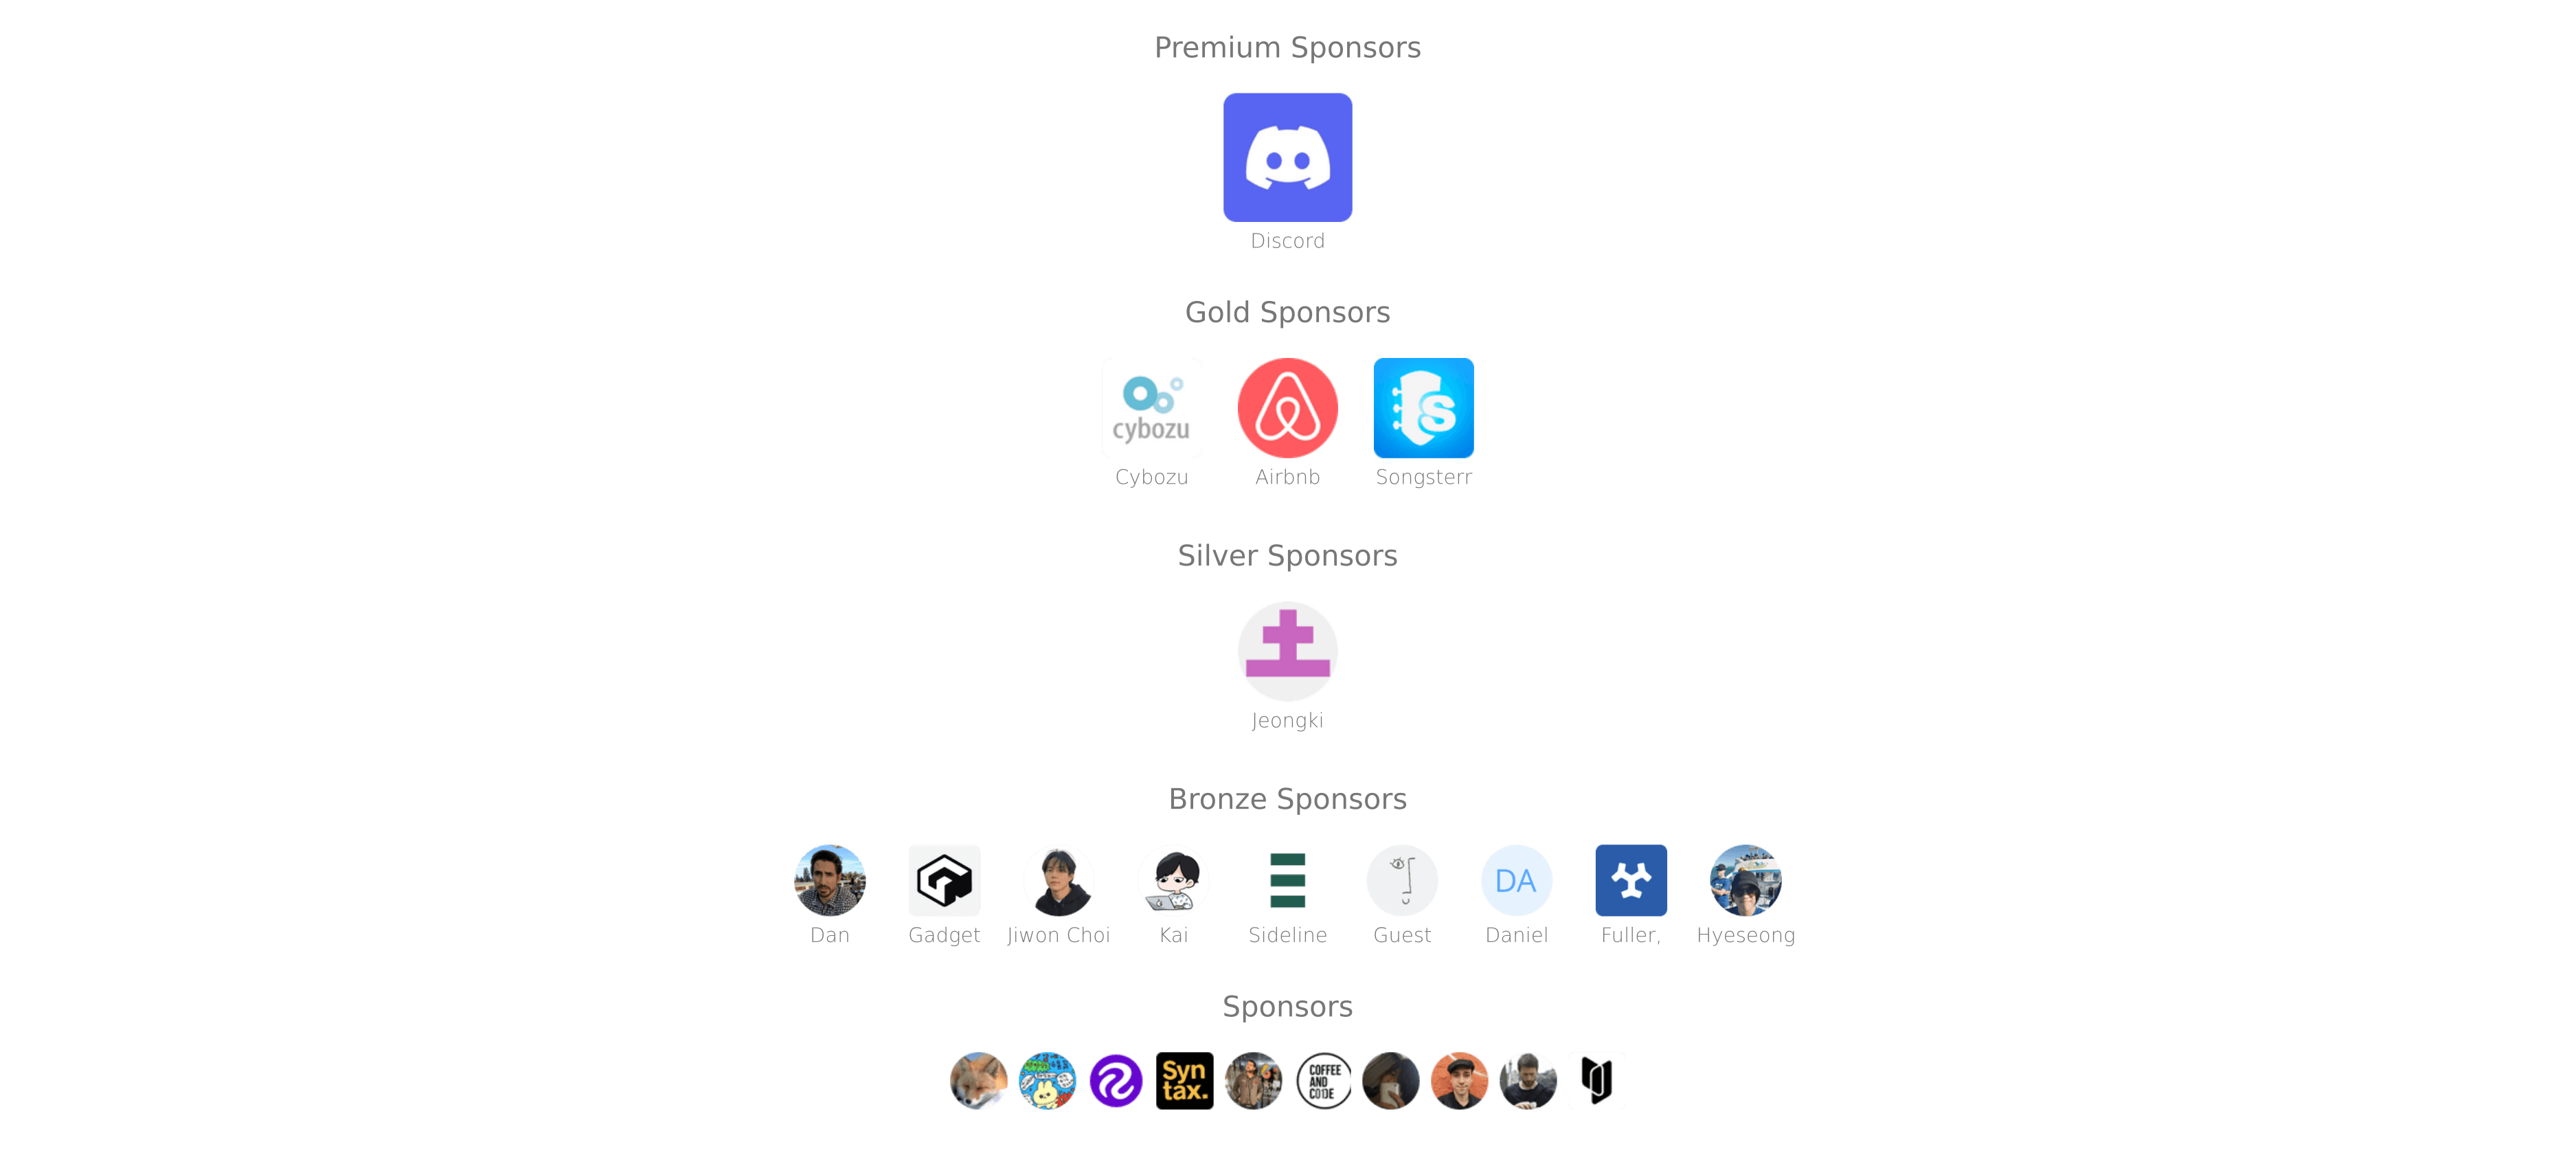 Premium Sponsors
Discord
Gold Sponsors
cybozu
Cybozu Airbnb Songsterr
Silver Sponsors
Jeongki
Bronze Sponsors
DA
Dan Gadget Jiwon Choi Kai Sideline Guest Daniel Fuller, Hyeseong
Sponsors
Syn
tax.
COFFEE
AND
CODE